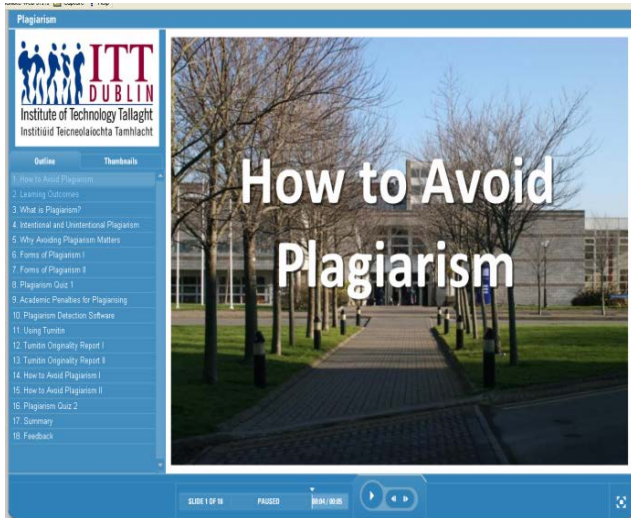 Plagiarism
ITT
DUBLIN
Institute of Technology Tallaght
Institiúid Teicneolaíochta Tamhlacht
Outline Thumbnails
1. How to Avoid Plagiarism
2. Learning Outcomes
3. What is Plagiarism?
4. Intentional and Unintentional Plagiarism
5. Why Avoiding Plagiarism Matters
6. Forms of Plagiarism I
7. Forms of Plagiarism II
8. Plagiarism Quiz 1
9. Academic Penalties for Plagiarising
10. Plagiarism Detection Software
11. Using Turnitin
12. Turnitin Originality Report I
13. Turnitin Originality Report II
14. How to Avoid Plagiarism I
15. How to Avoid Plagiarism II
16. Plagiarism Quiz 2
17. Summary
18. Feedback
How to Avoid
Plagiarism
SLIDE 1 OF 18 PAUSED 00:04 / 00:05